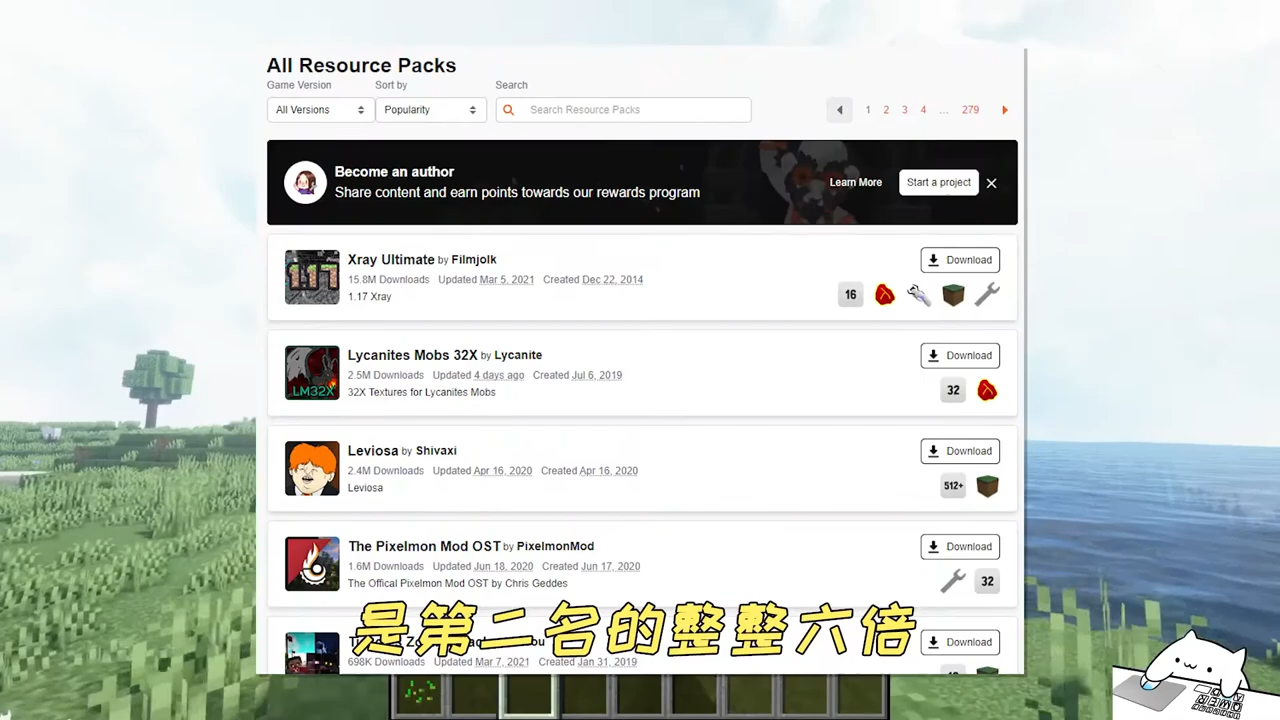 All Resource Packs
Game Version
Sort by
Search
All Versions
Popularity
Search Resource Packs
1 2 3 4 ... 279
Become an author
Share content and earn points towards our rewards program
Learn More
Start a project
Xray Ultimate by Filmjolk
15.8M Downloads Updated Mar 5, 2021 Created Dec 22, 2014
1.17 Xray
Download
16
1.17
Lycanites Mobs 32X by Lycanite
2.5M Downloads Updated 4 days ago Created Jul 6, 2019
32X Textures for Lycanites Mobs
Download
32
LM32X
Leviosa by Shivaxi
2.4M Downloads Updated Apr 16, 2020 Created Apr 16, 2020
Leviosa
Download
512+
The Pixelmon Mod OST by PixelmonMod
1.6M Downloads Updated Jun 18, 2020 Created Jun 17, 2020
The Offical Pixelmon Mod OST by Chris Geddes
Download
32
是第二名的整整六倍
698K Downloads Updated Mar 7, 2021 Created Jan 31, 2019
Download